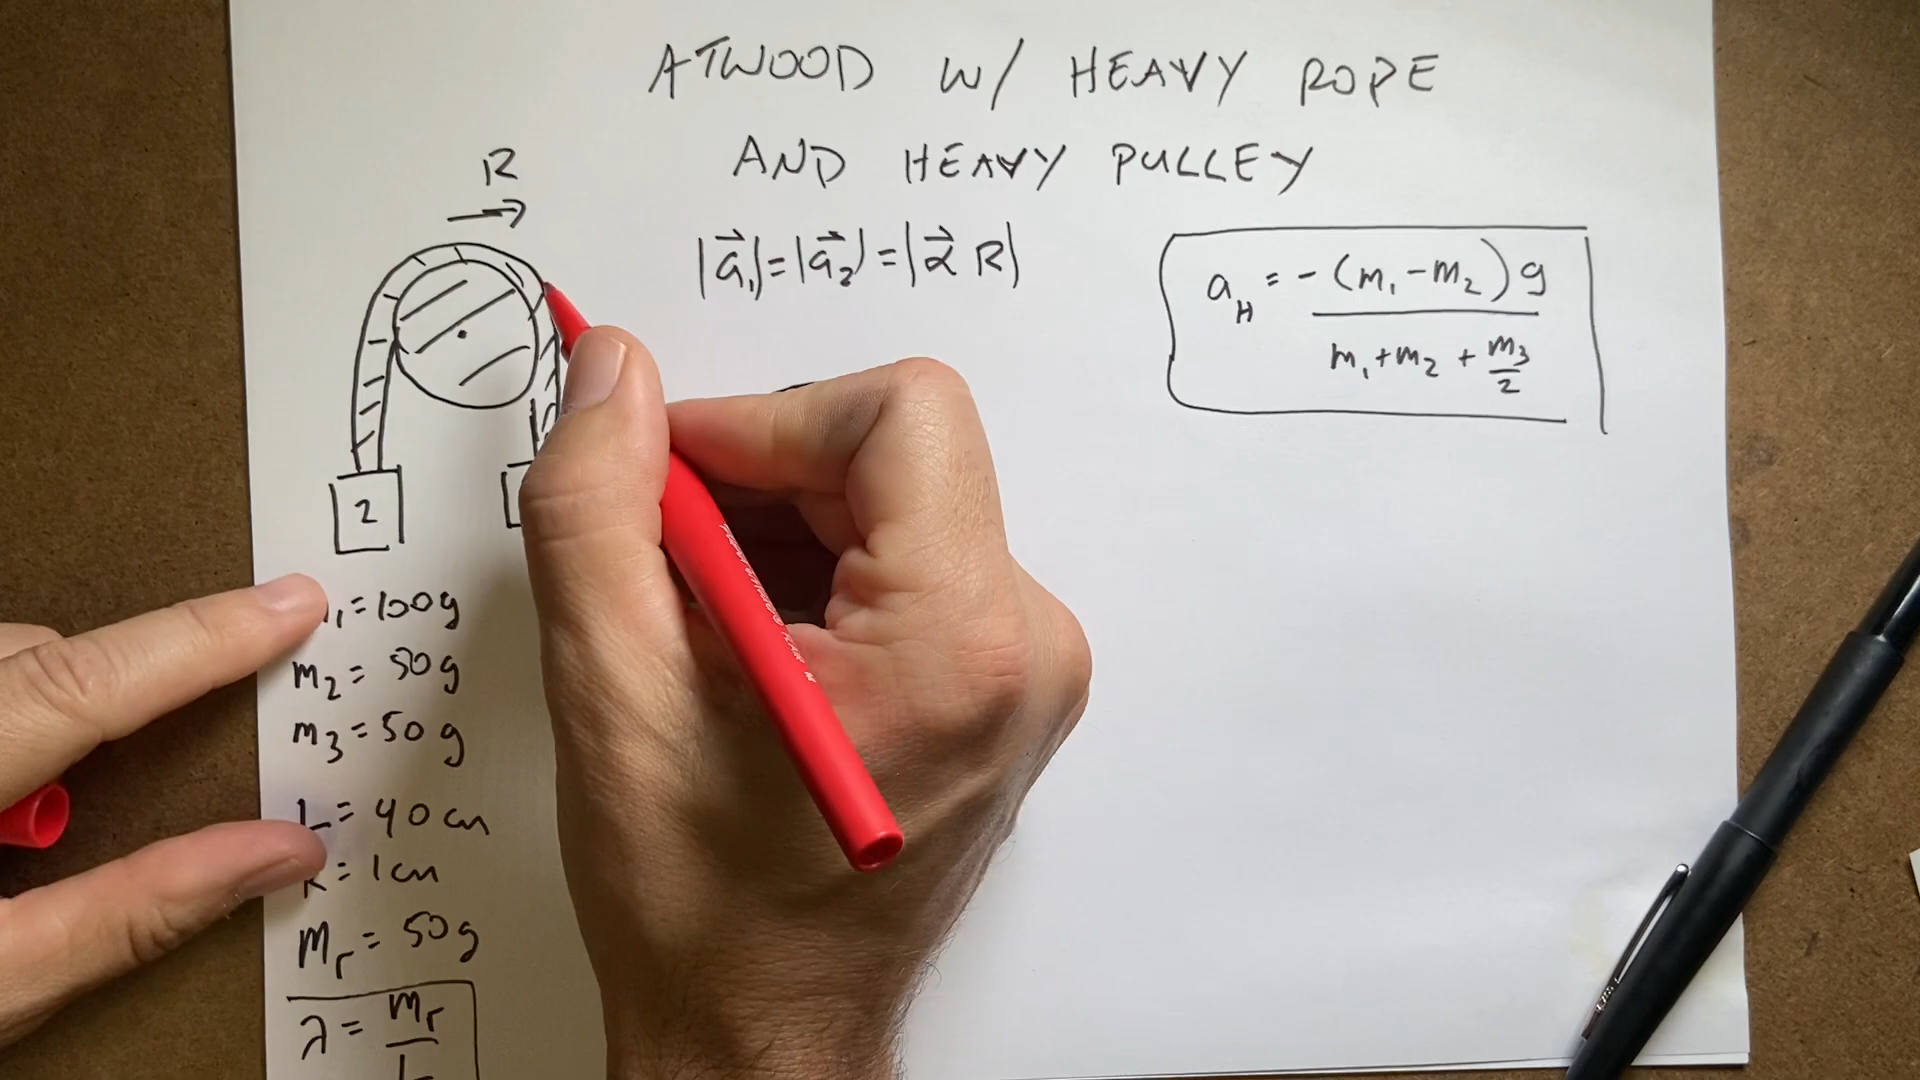 ATWOOD W/ HEAVY ROPE
AND HEAVY PULLEY
R
|a⃗₁| = |a⃗₂| = |α⃗ R|
a_H = -(m₁-m₂)g / (m₁+m₂+m₃/2)
2
₁=100g
m₂=50g
m₃=50g
L=40cm
R=1cm
m_r=50g
λ=m_r/L